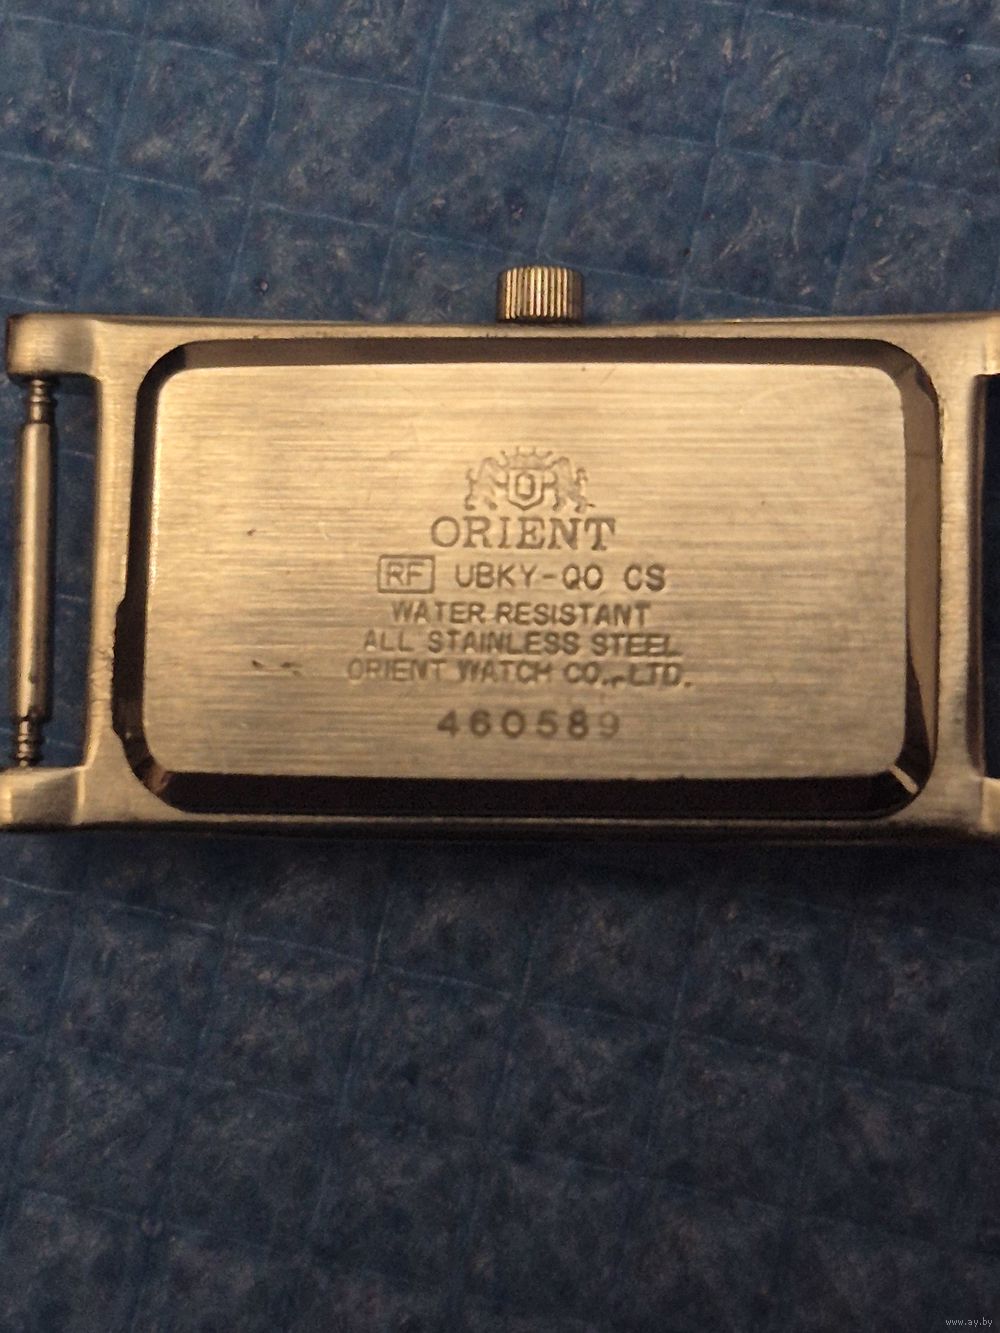 ORIENT
RF UBKY-Q0 CS
WATER RESISTANT
ALL STAINLESS STEEL
ORIENT WATCH CO., LTD.
460589
www.ay.by